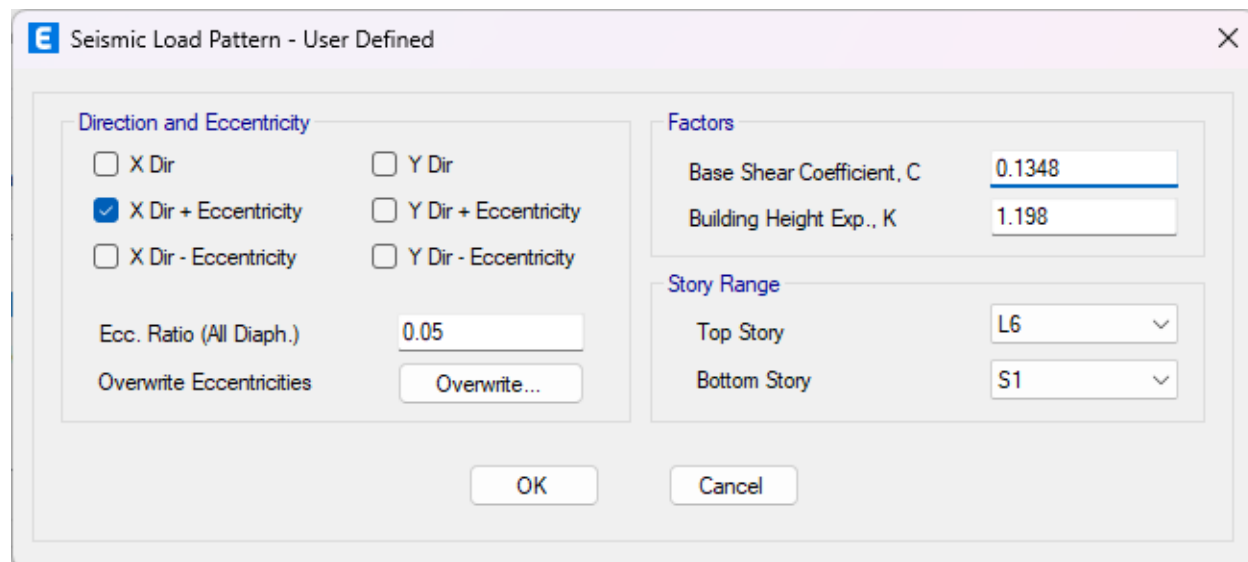 E Seismic Load Pattern - User Defined
Direction and Eccentricity
X Dir Y Dir
X Dir + Eccentricity Y Dir + Eccentricity
X Dir - Eccentricity Y Dir - Eccentricity
Ecc. Ratio (All Diaph.) 0.05
Overwrite Eccentricities Overwrite...
Factors
Base Shear Coefficient, C 0.1348
Building Height Exp., K 1.198
Story Range
Top Story L6
Bottom Story S1
OK Cancel